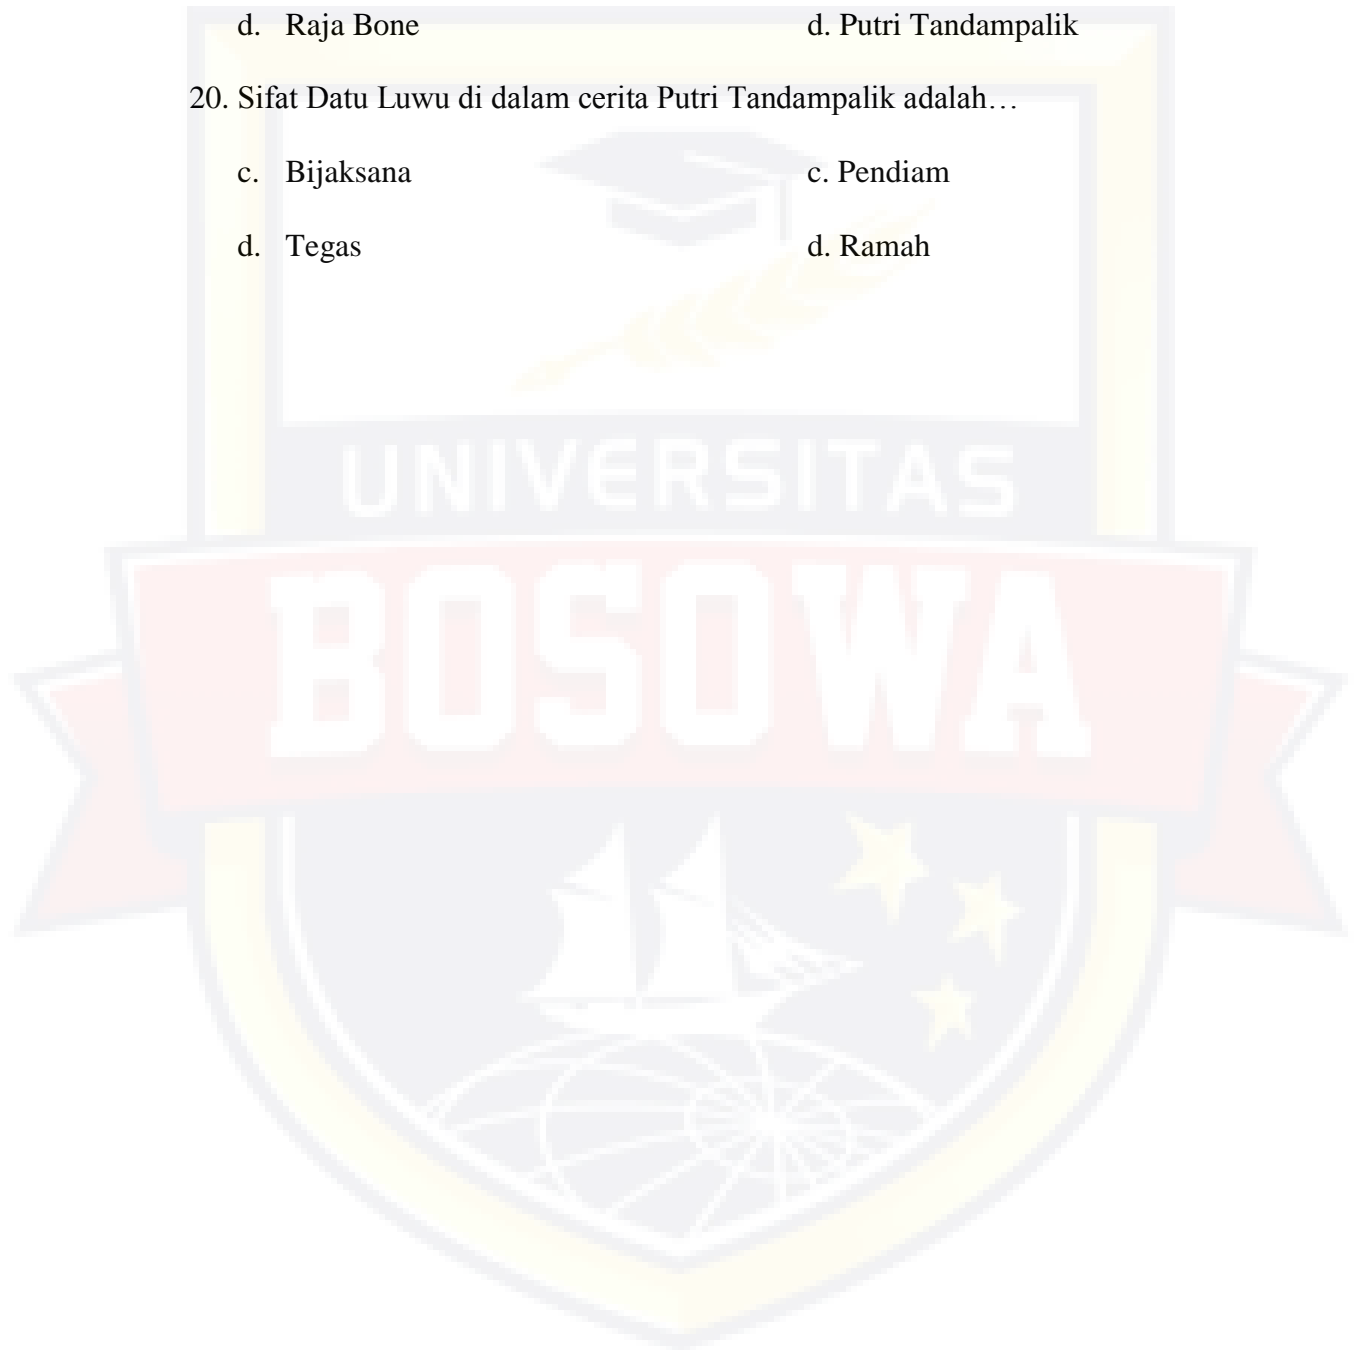 d. Raja Bone d. Putri Tandampalik
20. Sifat Datu Luwu di dalam cerita Putri Tandampalik adalah…
c. Bijaksana c. Pendiam
d. Tegas d. Ramah
UNIVERSITAS
BOSOWA